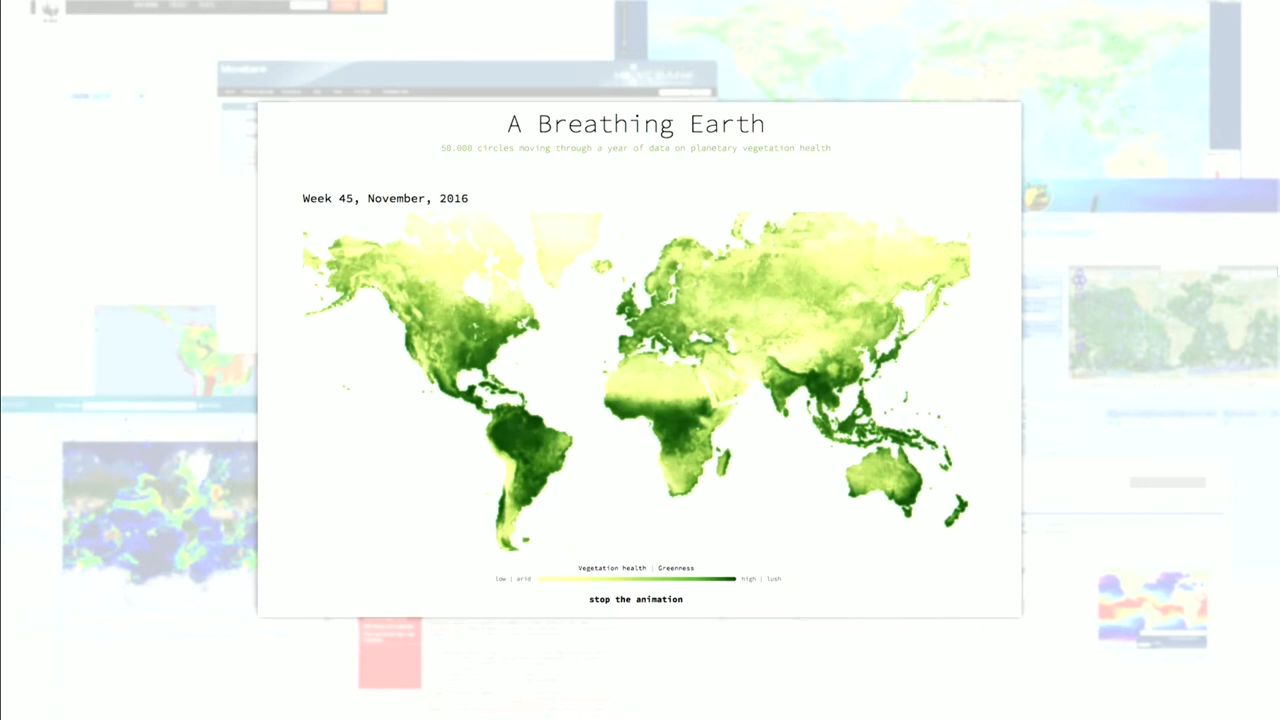 A Breathing Earth
50.000 circles moving through a year of data on planetary vegetation health
Week 45, November, 2016
Vegetation health | Greenness
low | arid
high | lush
stop the animation